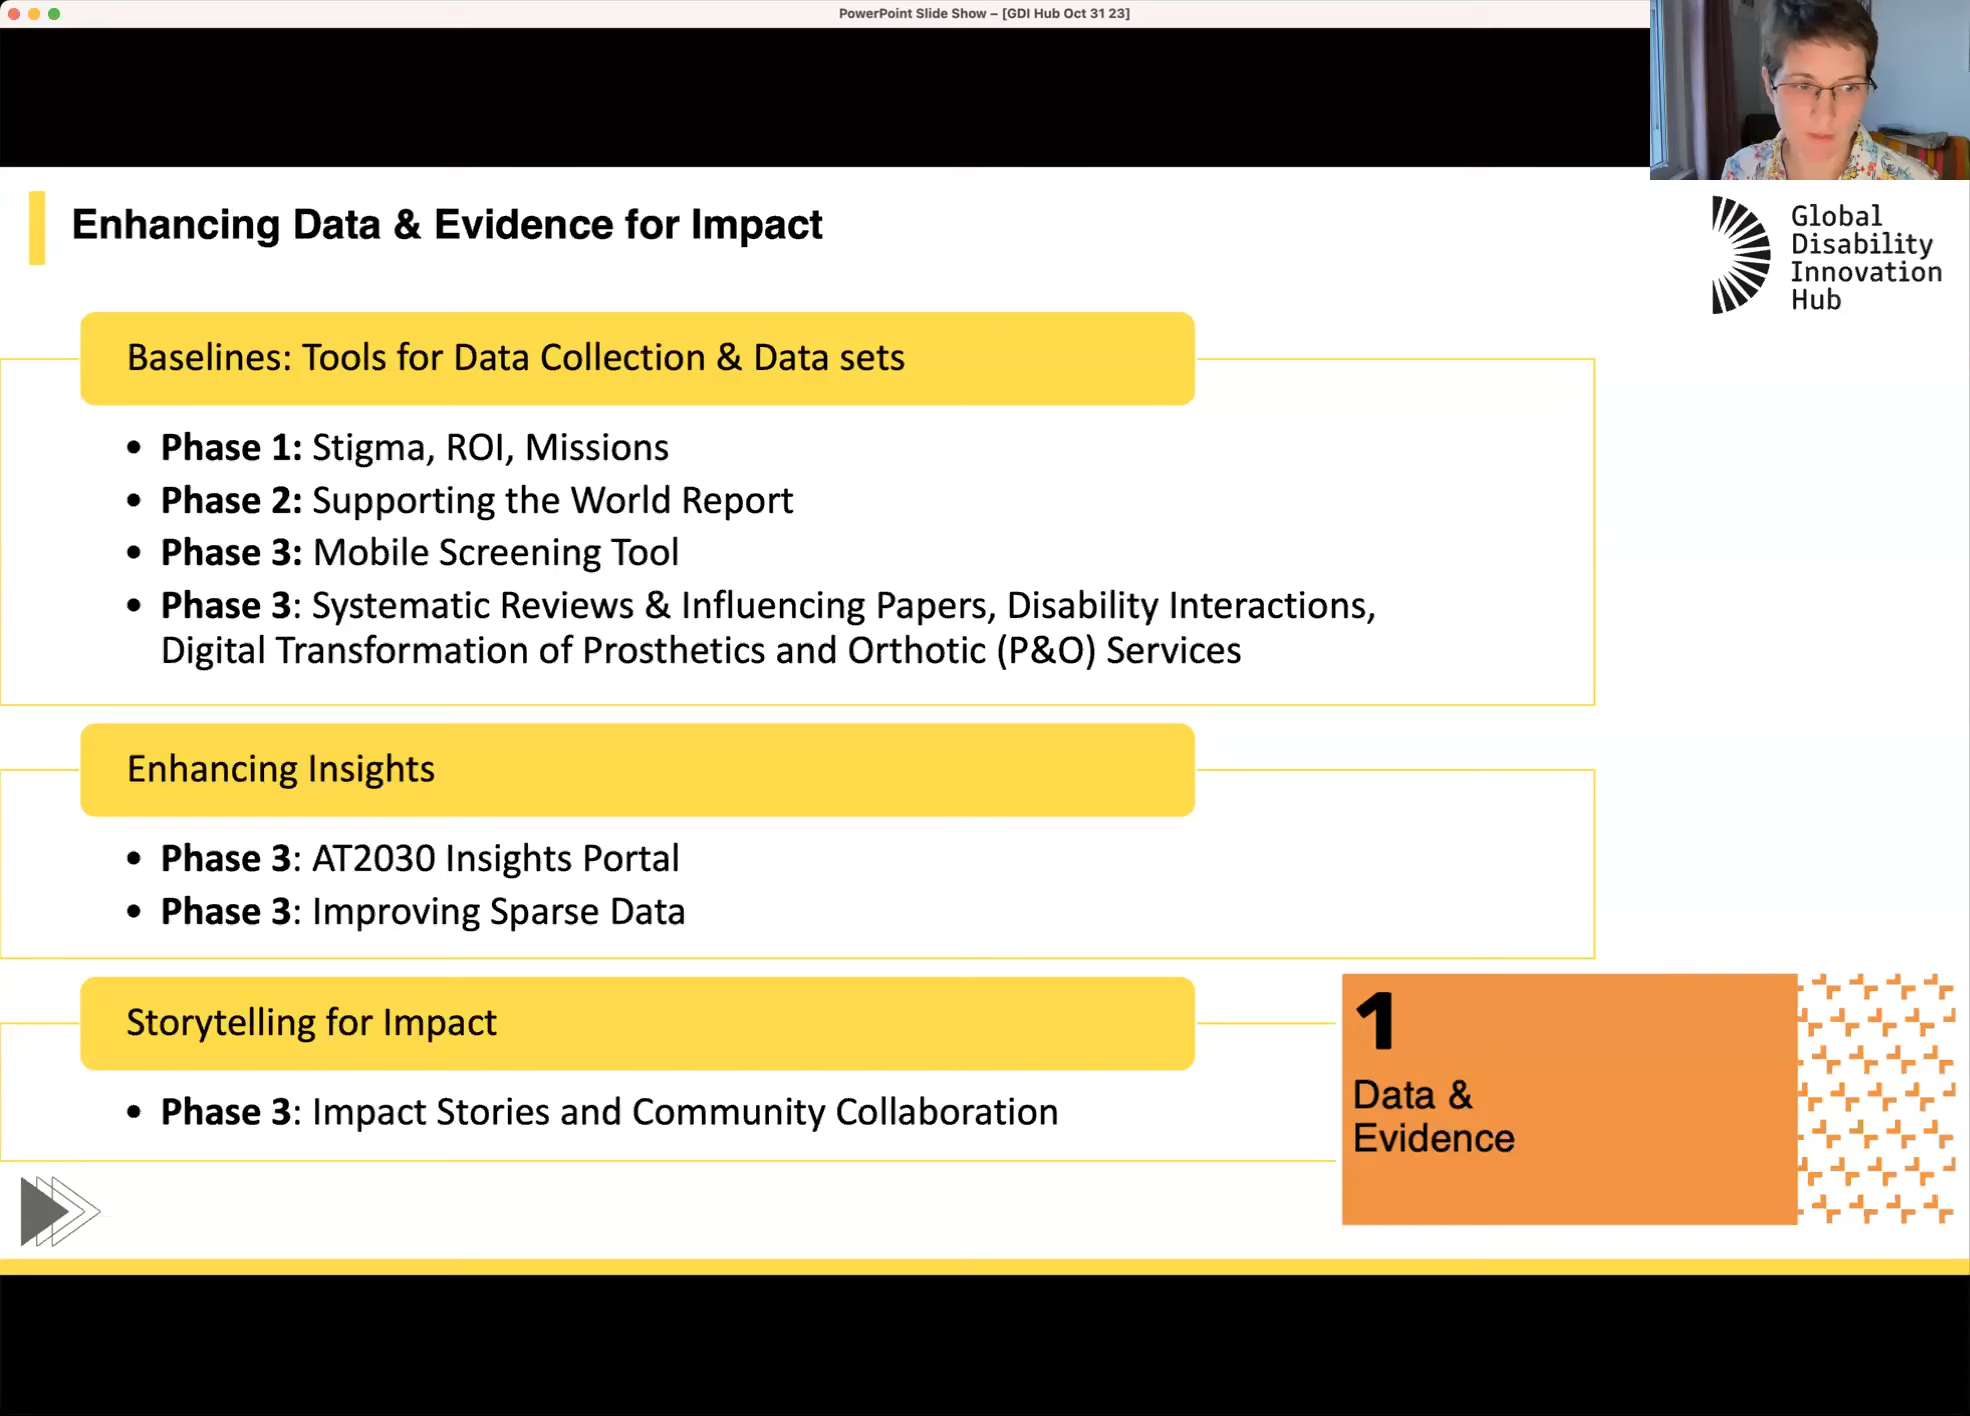 PowerPoint Slide Show – [GDI Hub Oct 31 23]
Enhancing Data & Evidence for Impact
Global
Disability
Innovation
Hub
Baselines: Tools for Data Collection & Data sets
• Phase 1: Stigma, ROI, Missions
• Phase 2: Supporting the World Report
• Phase 3: Mobile Screening Tool
• Phase 3: Systematic Reviews & Influencing Papers, Disability Interactions,
Digital Transformation of Prosthetics and Orthotic (P&O) Services
Enhancing Insights
• Phase 3: AT2030 Insights Portal
• Phase 3: Improving Sparse Data
Storytelling for Impact
• Phase 3: Impact Stories and Community Collaboration
1
Data &
Evidence